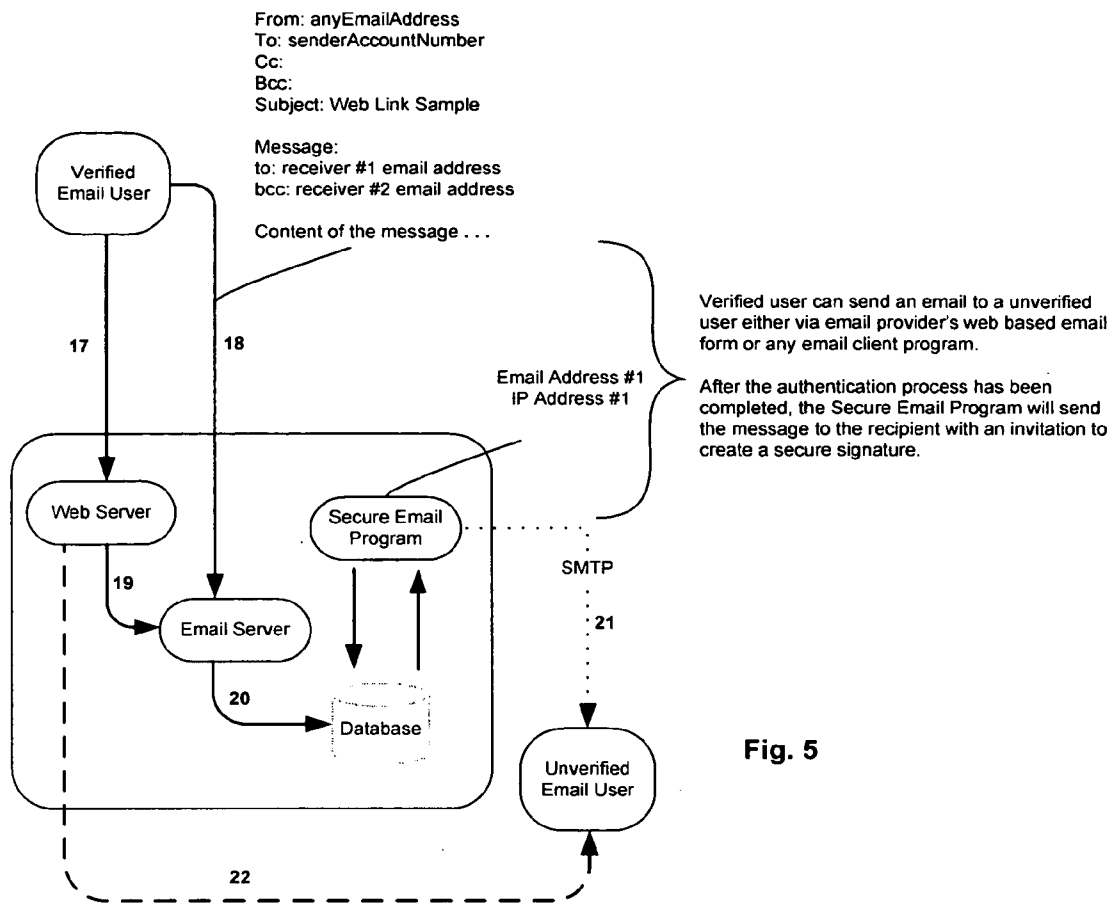 From: anyEmailAddress
To: senderAccountNumber
Cc:
Bcc:
Subject: Web Link Sample
Message:
to: receiver #1 email address
bcc: receiver #2 email address
Content of the message . . .
Verified
Email User
17
18
Email Address #1
IP Address #1
Verified user can send an email to a unverified
user either via email provider's web based email
form or any email client program.
After the authentication process has been
completed, the Secure Email Program will send
the message to the recipient with an invitation to
create a secure signature.
Web Server
Secure Email
Program
19
SMTP
Email Server
21
20
Database
Unverified
Email User
Fig. 5
22